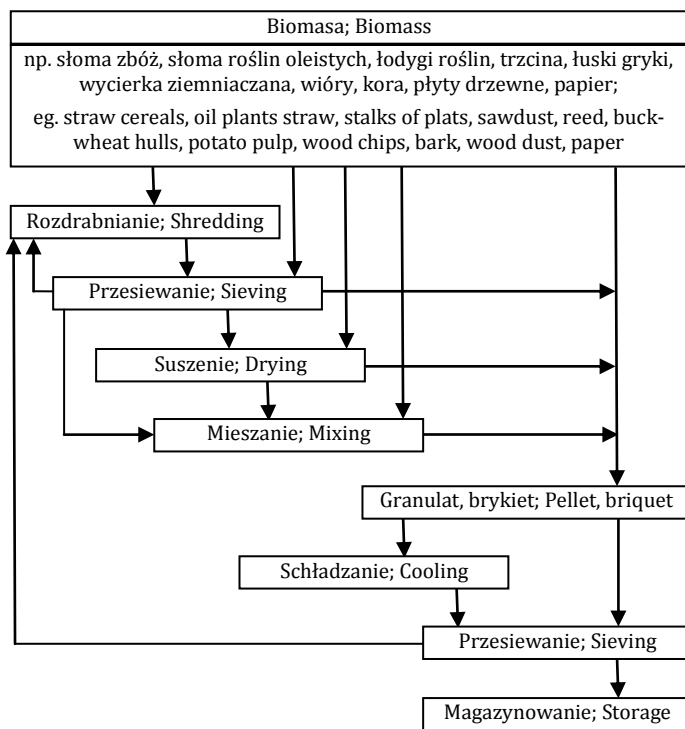 Biomasa; Biomass
np. słoma zbóż, słoma roślin oleistych, łodygi roślin, trzcina, łuski gryki,
wycierka ziemniaczana, wióry, kora, płyty drzewne, papier;
eg. straw cereals, oil plants straw, stalks of plats, sawdust, reed, buck-
wheat hulls, potato pulp, wood chips, bark, wood dust, paper
Rozdrabnianie; Shredding
Przesiewanie; Sieving
Suszenie; Drying
Mieszanie; Mixing
Granulat, brykiet; Pellet, briquet
Schładzanie; Cooling
Przesiewanie; Sieving
Magazynowanie; Storage